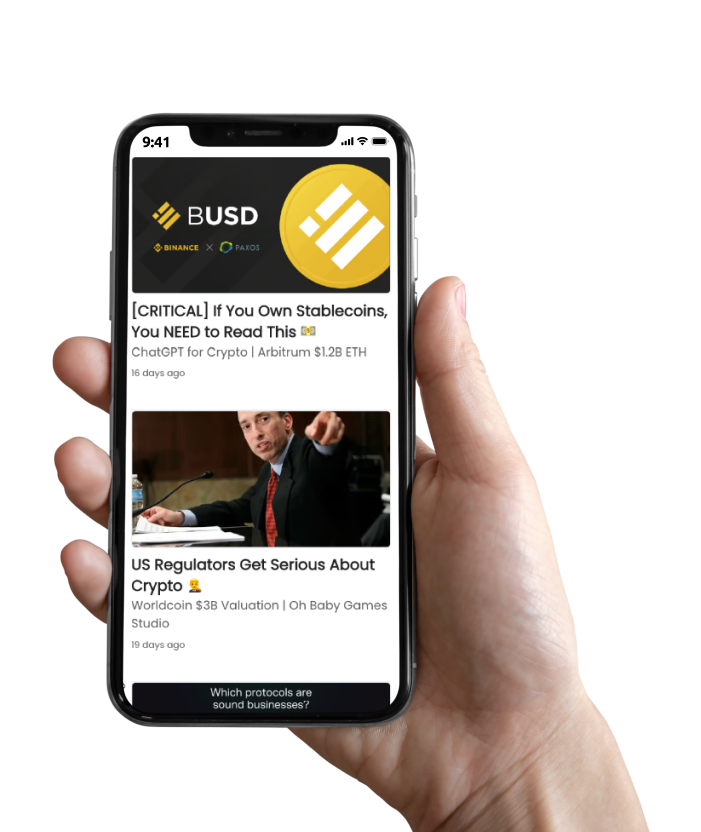 9:41
BUSD
BINANCE X PAXOS
[CRITICAL] If You Own Stablecoins,
You NEED to Read This 💵
ChatGPT for Crypto | Arbitrum $1.2B ETH
16 days ago
US Regulators Get Serious About
Crypto 👮
Worldcoin $3B Valuation | Oh Baby Games
Studio
19 days ago
Which protocols are
sound businesses?